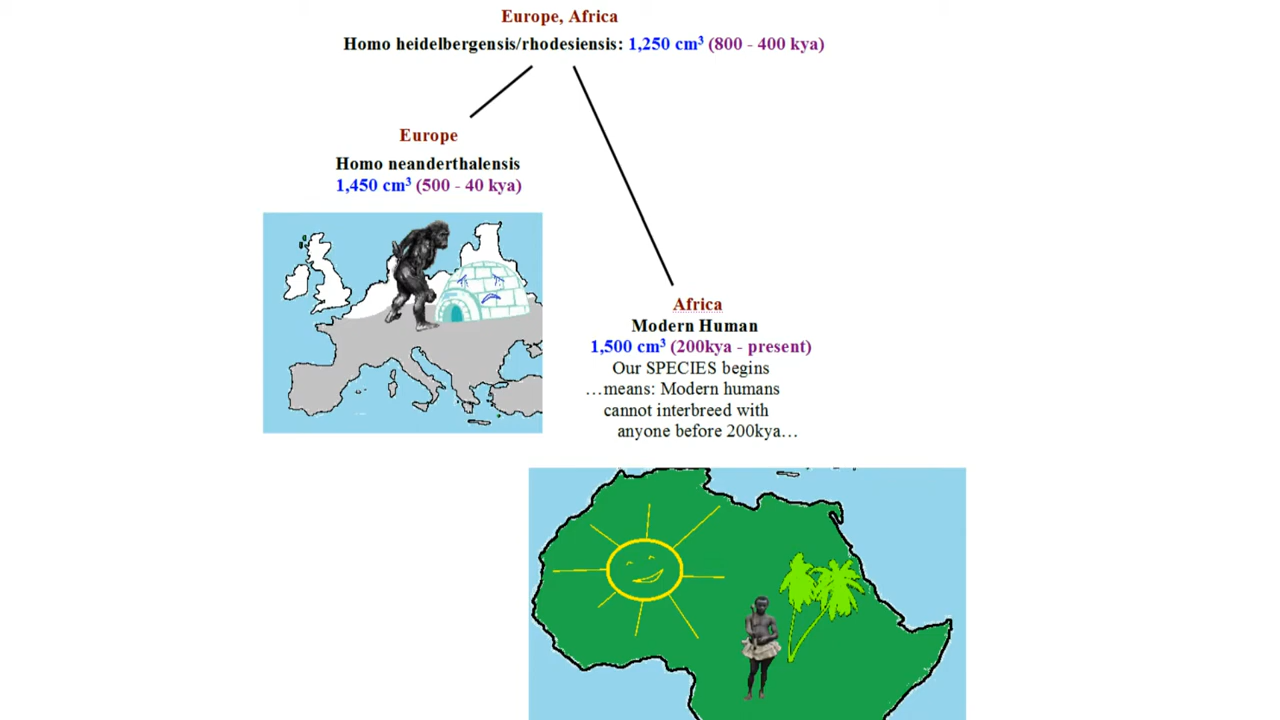 Europe, Africa
Homo heidelbergensis/rhodesiensis: 1,250 cm³ (800 - 400 kya)
Europe
Homo neanderthalensis
1,450 cm³ (500 - 40 kya)
Africa
Modern Human
1,500 cm³ (200kya - present)
Our SPECIES begins
…means: Modern humans
cannot interbreed with
anyone before 200kya…